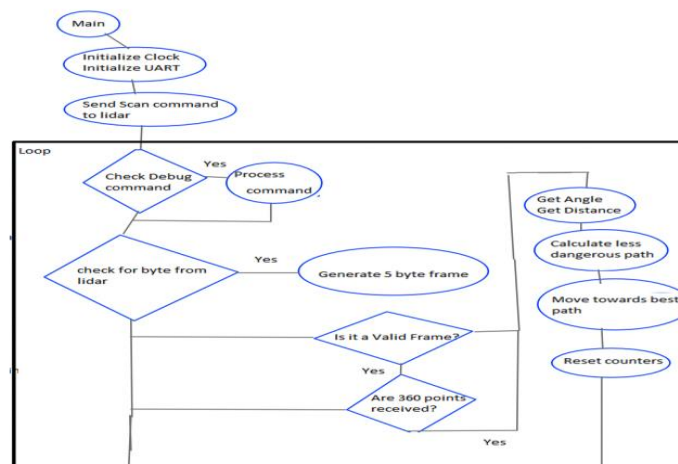 Main
Initialize Clock
Initialize UART
Send Scan command
to lidar
Loop
Check Debug
command
Yes
Process
command
check for byte from
lidar
Yes
Generate 5 byte frame
Is it a Valid Frame?
Yes
Are 360 points
received?
Yes
Get Angle
Get Distance
Calculate less
dangerous path
Move towards best
path
Reset counters